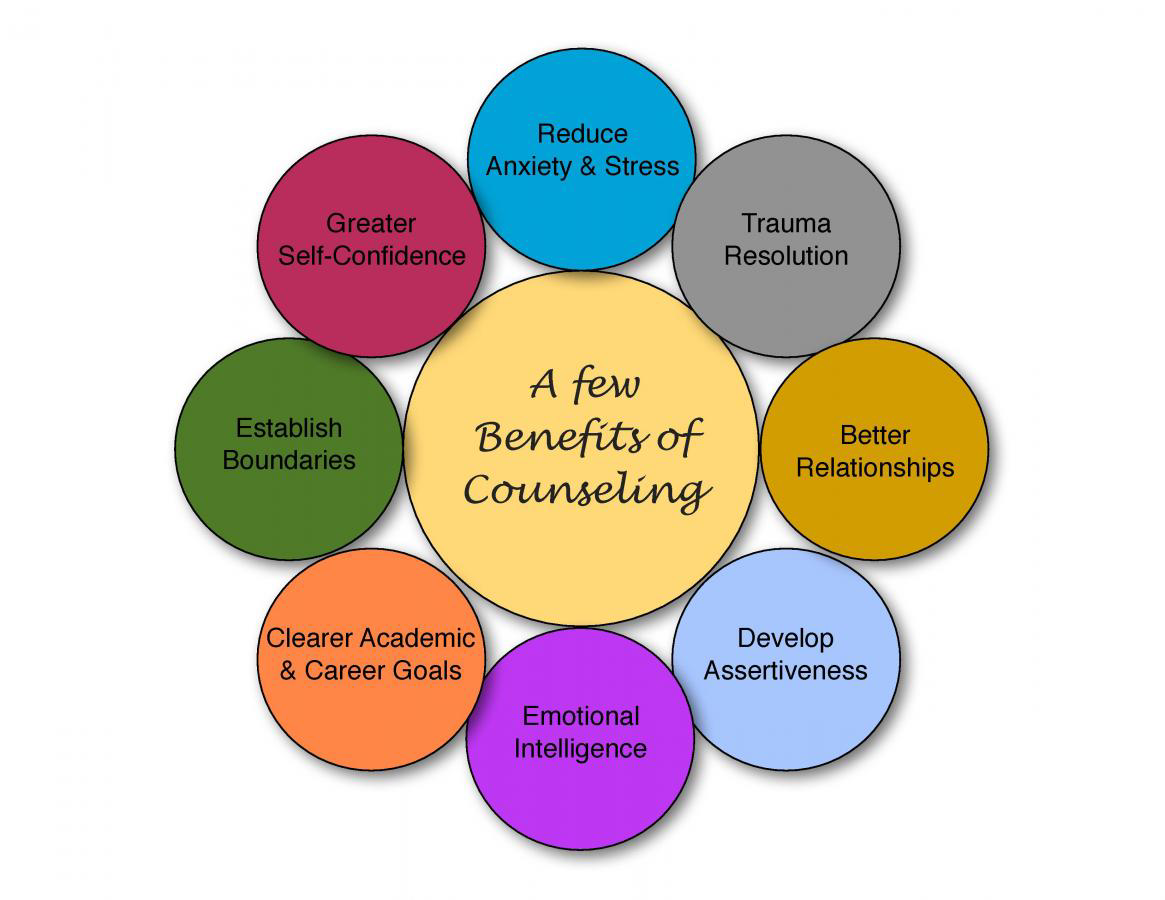 Reduce
Anxiety & Stress
Trauma
Resolution
Better
Relationships
Develop
Assertiveness
Emotional
Intelligence
Clearer Academic
& Career Goals
Establish
Boundaries
Greater
Self-Confidence
A few
Benefits of
Counseling